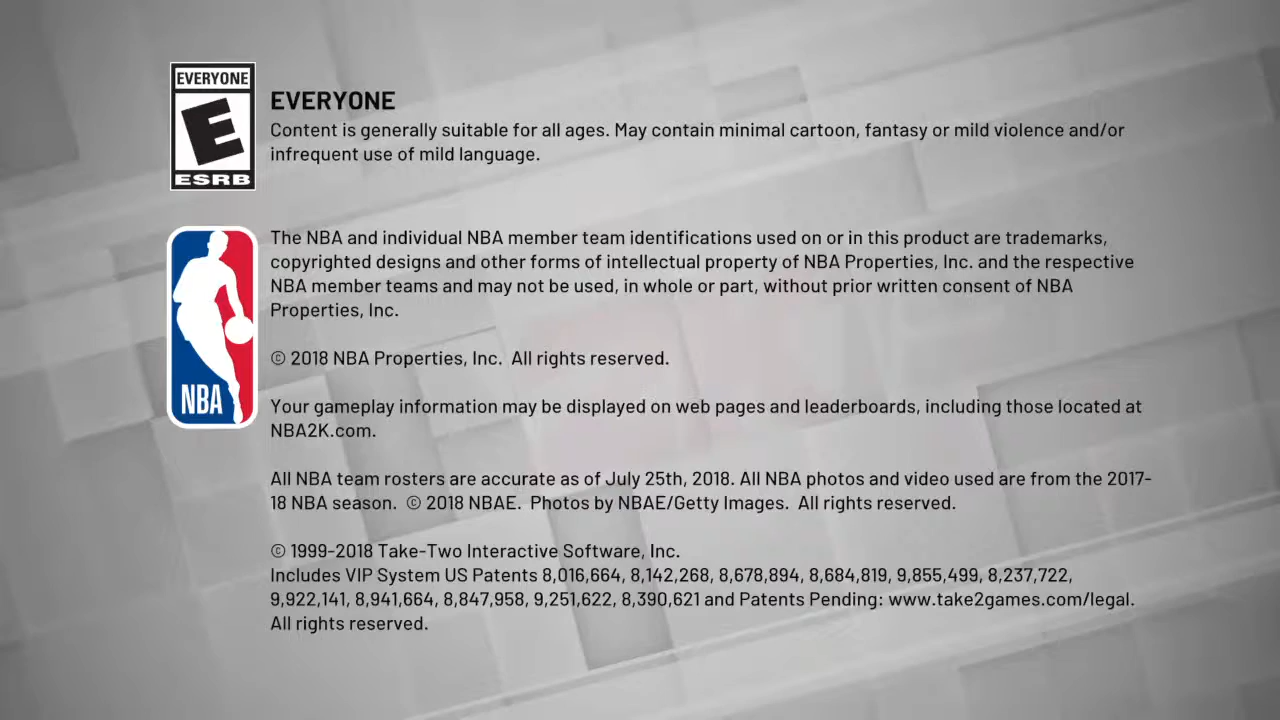 EVERYONE
E
ESRB
EVERYONE
Content is generally suitable for all ages. May contain minimal cartoon, fantasy or mild violence and/or
infrequent use of mild language.
NBA
The NBA and individual NBA member team identifications used on or in this product are trademarks,
copyrighted designs and other forms of intellectual property of NBA Properties, Inc. and the respective
NBA member teams and may not be used, in whole or part, without prior written consent of NBA
Properties, Inc.
© 2018 NBA Properties, Inc.  All rights reserved.
Your gameplay information may be displayed on web pages and leaderboards, including those located at
NBA2K.com.
All NBA team rosters are accurate as of July 25th, 2018. All NBA photos and video used are from the 2017-
18 NBA season.  © 2018 NBAE.  Photos by NBAE/Getty Images.  All rights reserved.
© 1999-2018 Take-Two Interactive Software, Inc.
Includes VIP System US Patents 8,016,664, 8,142,268, 8,678,894, 8,684,819, 9,855,499, 8,237,722,
9,922,141, 8,941,664, 8,847,958, 9,251,622, 8,390,621 and Patents Pending: www.take2games.com/legal.
All rights reserved.